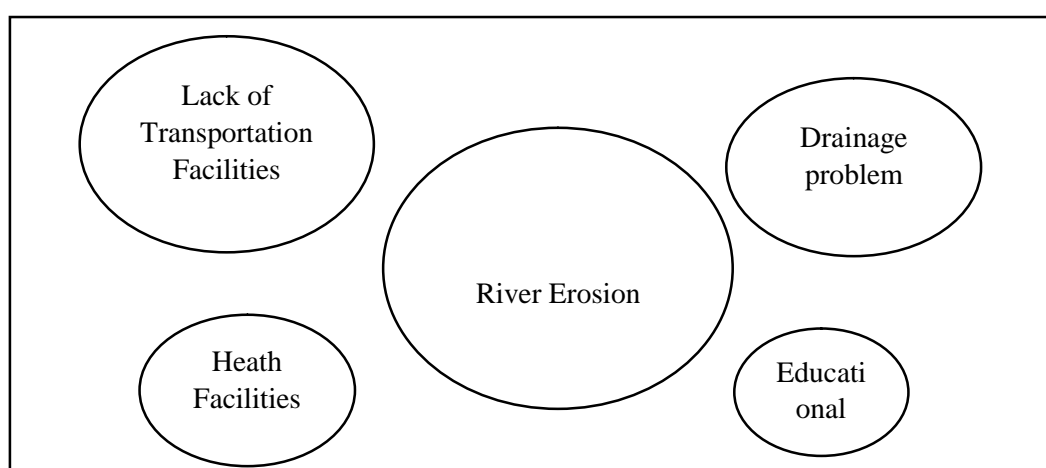 Lack of
Transportation
Facilities
Drainage
problem
River Erosion
Heath
Facilities
Educati
onal